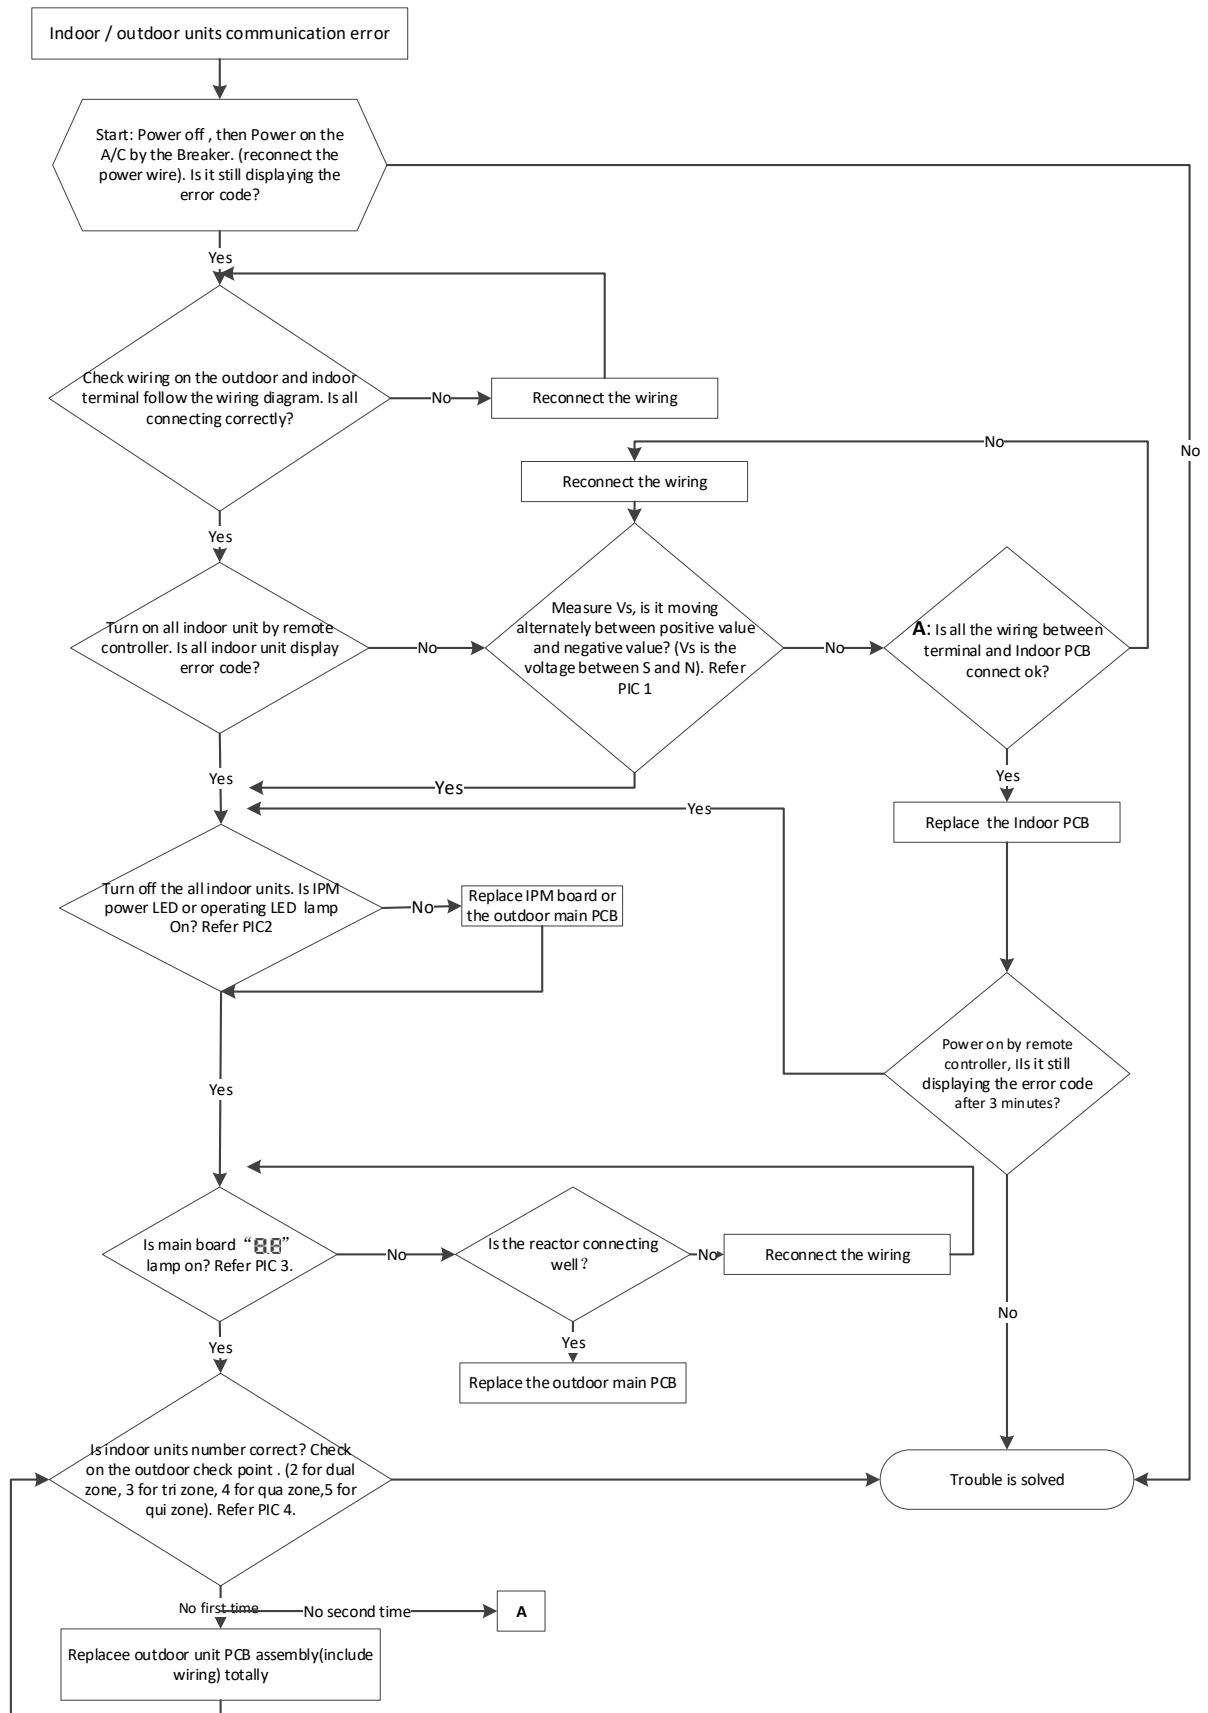 Indoor / outdoor units communication error
Start: Power off , then Power on the
A/C by the Breaker. (reconnect the
power wire). Is it still displaying the
error code?
Yes
No
Check wiring on the outdoor and indoor
terminal follow the wiring diagram. Is all
connecting correctly?
No
Reconnect the wiring
Yes
No
Reconnect the wiring
Turn on all indoor unit by remote
controller. Is all indoor unit display
error code?
No
Measure Vs, is it moving
alternately between positive value
and negative value? (Vs is the
voltage between S and N). Refer
PIC 1
No
A: Is all the wiring between
terminal and Indoor PCB
connect ok?
Yes
Yes
Yes
Yes
Replace the Indoor PCB
Turn off the all indoor units. Is IPM
power LED or operating LED lamp
On? Refer PIC2
No
Replace IPM board or
the outdoor main PCB
Power on by remote
controller, IIs it still
displaying the error code
after 3 minutes?
Yes
Is main board “8.8”
lamp on? Refer PIC 3.
No
Is the reactor connecting
well?
No
Reconnect the wiring
No
Yes
Yes
Replace the outdoor main PCB
Is indoor units number correct? Check
on the outdoor check point . (2 for dual
zone, 3 for tri zone, 4 for qua zone,5 for
qui zone). Refer PIC 4.
Trouble is solved
No first time
No second time
A
Replacee outdoor unit PCB assembly(include
wiring) totally